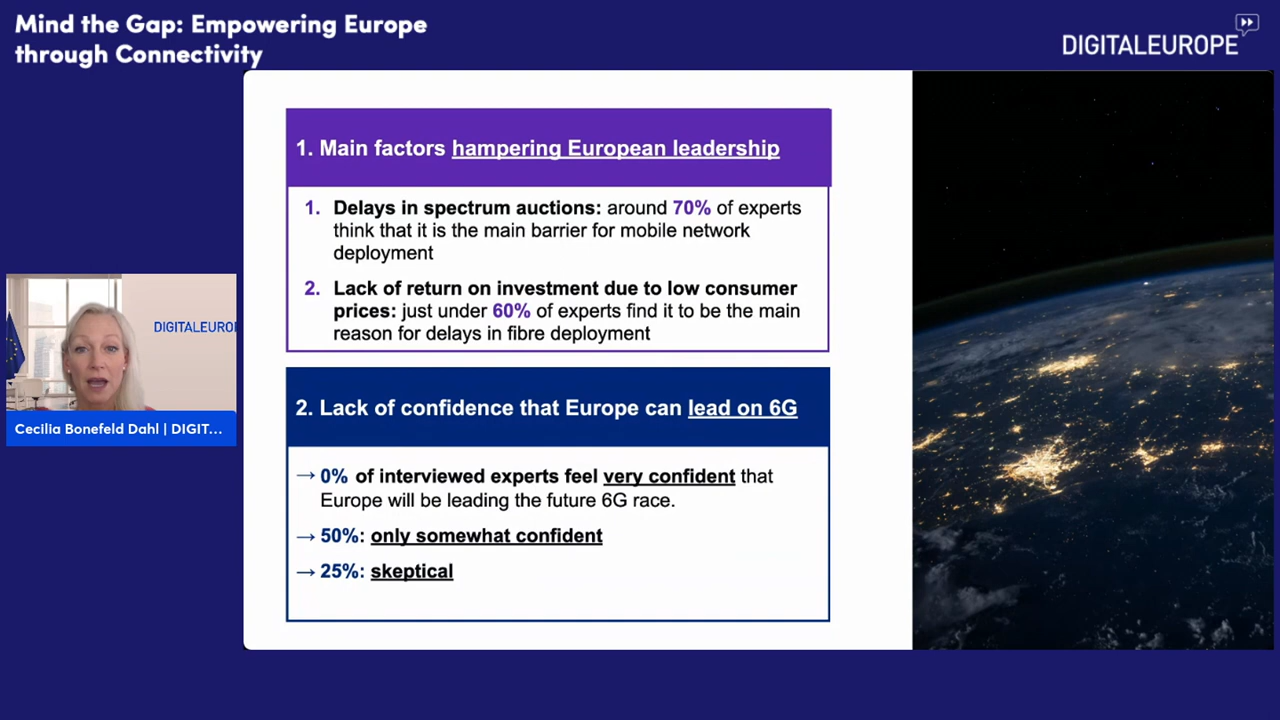 Mind the Gap: Empowering Europe
through Connectivity
DIGITALEUROPE
1. Main factors hampering European leadership
1. Delays in spectrum auctions: around 70% of experts
think that it is the main barrier for mobile network
deployment
2. Lack of return on investment due to low consumer
prices: just under 60% of experts find it to be the main
reason for delays in fibre deployment
DIGITALEUROP
Cecilia Bonefeld Dahl | DIGIT...
2. Lack of confidence that Europe can lead on 6G
→ 0% of interviewed experts feel very confident that
Europe will be leading the future 6G race.
→ 50%: only somewhat confident
→ 25%: skeptical